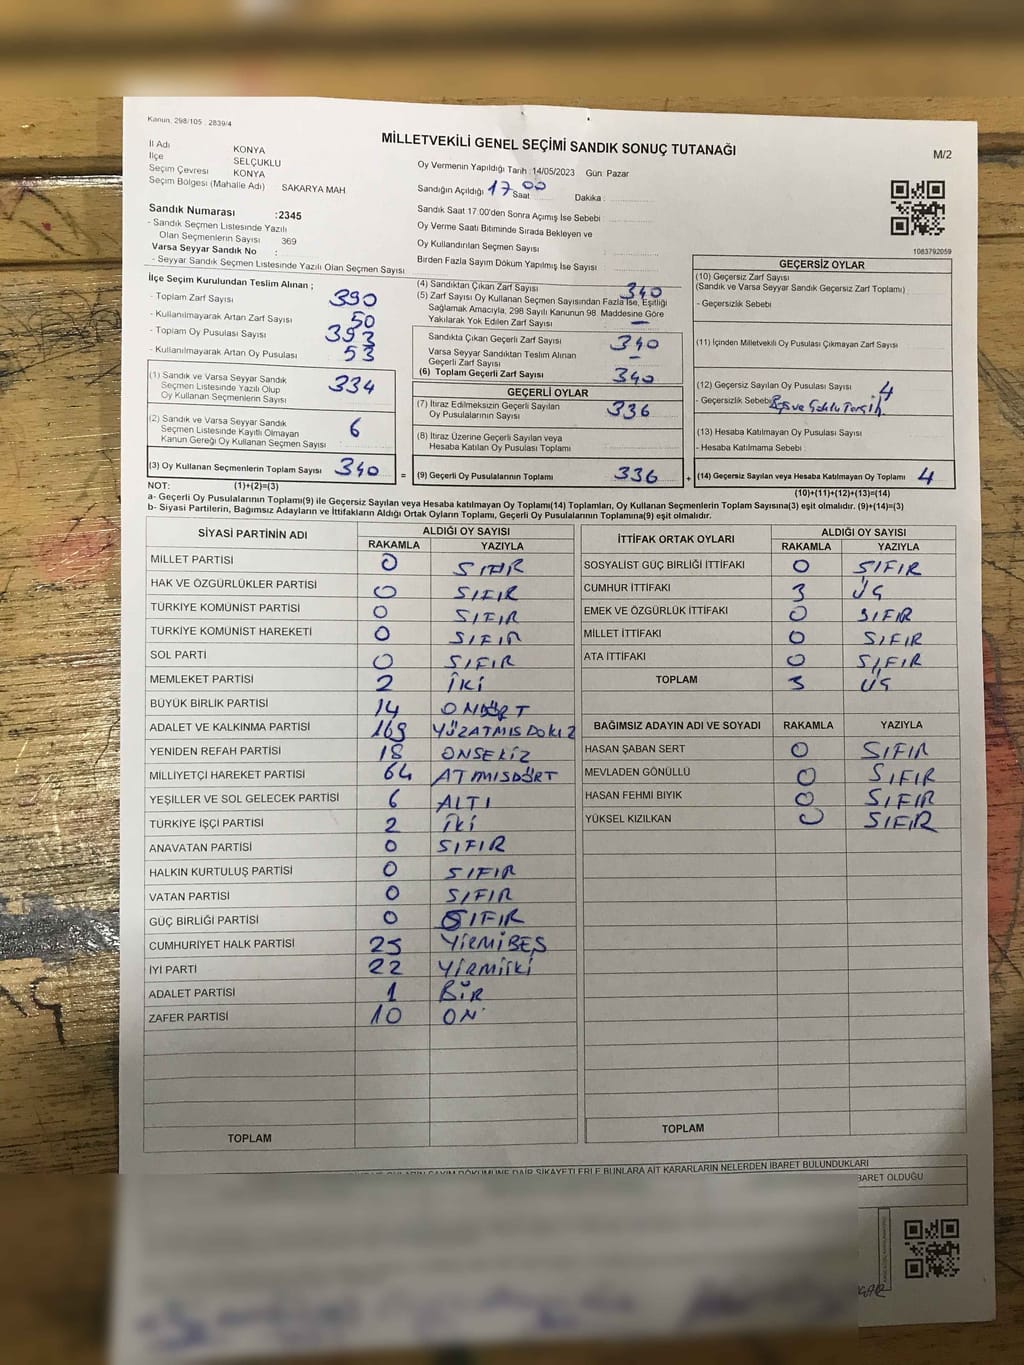 Kanun, 298/105 . 2839/4
MİLLETVEKİLİ GENEL SEÇİMİ SANDIK SONUÇ TUTANAĞI
M/2
İl Adı KONYA
İlçe SELÇUKLU
Seçim Çevresi KONYA
Seçim Bölgesi (Mahalle Adı) SAKARYA MAH.
Oy Vermenin Yapıldığı Tarih : 14/05/2023 Gün Pazar
Sandığın Açıldığı 17 Saat 00 Dakika :
Sandık Numarası :2345
- Sandık Seçmen Listesinde Yazılı
Olan Seçmenlerin Sayısı 369
Varsa Seyyar Sandık No :
- Seyyar Sandık Seçmen Listesinde Yazılı Olan Seçmen Sayısı
Sandık Saat 17.00'den Sonra Açımış İse Sebebi :
Oy Verme Saati Bitiminde Sırada Bekleyen ve
Oy Kullandırılan Seçmen Sayısı
Birden Fazla Sayım Döküm Yapılmış İse Sayısı
1083792059
İlçe Seçim Kurulundan Teslim Alınan ;
- Toplam Zarf Sayısı 390
- Kullanılmayarak Artan Zarf Sayısı 50
- Toplam Oy Pusulası Sayısı 393
- Kullanılmayarak Artan Oy Pusulası 53
(1) Sandık ve Varsa Seyyar Sandık
Seçmen Listesinde Yazılı Olup
Oy Kullanan Seçmenlerin Sayısı 334
(2) Sandık ve Varsa Seyyar Sandık
Seçmen Listesinde Kayıtlı Olmayan
Kanun Gereği Oy Kullanan Seçmen Sayısı : 6
(3) Oy Kullanan Seçmenlerin Toplam Sayısı 340 =
(4) Sandıktan Çıkan Zarf Sayısı 340
(5) Zarf Sayısı Oy Kullanan Seçmen Sayısından Fazla İse, Eşitliği
Sağlamak Amacıyla, 298 Sayılı Kanunun 98. Maddesine Göre
Yakılarak Yok Edilen Zarf Sayısı —
Sandıkta Çıkan Geçerli Zarf Sayısı 340
Varsa Seyyar Sandıktan Teslim Alınan
Geçerli Zarf Sayısı –
(6) Toplam Geçerli Zarf Sayısı 340
GEÇERLİ OYLAR
(7) İtiraz Edilmeksizin Geçerli Sayılan
Oy Pusulalarının Sayısı 336
(8) İtiraz Üzerine Geçerli Sayılan veya
Hesaba Katılan Oy Pusulası Toplamı
(9) Geçerli Oy Pusulalarının Toplamı 336 +
GEÇERSİZ OYLAR
(10) Geçersiz Zarf Sayısı
(Sandık ve Varsa Seyyar Sandık Geçersiz Zarf Toplamı)
- Geçersizlik Sebebi
(11) İçinden Milletvekili Oy Pusulası Çıkmayan Zarf Sayısı
(12) Geçersiz Sayılan Oy Pusulası Sayısı : 4
- Geçersizlik Sebebi Boş ve Çoklu Tercih
(13) Hesaba Katılmayan Oy Pusulası Sayısı
- Hesaba Katılmama Sebebi :
(14) Geçersiz Sayılan veya Hesaba Katılmayan Oy Toplamı 4
NOT: (1)+(2)=(3)
(10)+(11)+(12)+(13)=(14)
a- Geçerli Oy Pusulalarının Toplamı(9) ile Geçersiz Sayılan veya Hesaba katılmayan Oy Toplamı(14) Toplamları, Oy Kullanan Seçmenlerin Toplam Sayısına(3) eşit olmalıdır. (9)+(14)=(3)
b- Siyasi Partilerin, Bağımsız Adayların ve İttifakların Aldığı Ortak Oyların Toplamı, Geçerli Oy Pusulalarının Toplamına(9) eşit olmalıdır.
SİYASİ PARTİNİN ADI ALDIĞI OY SAYISI
RAKAMLA YAZIYLA
MİLLET PARTİSİ 0 SIFIR
HAK VE ÖZGÜRLÜKLER PARTİSİ 0 SIFIR
TÜRKİYE KOMÜNİST PARTİSİ 0 SIFIR
TÜRKİYE KOMÜNİST HAREKETİ 0 SIFIR
SOL PARTİ 0 SIFIR
MEMLEKET PARTİSİ 2 İKİ
BÜYÜK BİRLİK PARTİSİ 14 ONDÖRT
ADALET VE KALKINMA PARTİSİ 169 YÜZATMIŞDOKUZ
YENİDEN REFAH PARTİSİ 18 ONSEKİZ
MİLLİYETÇİ HAREKET PARTİSİ 64 ATMIŞDÖRT
YEŞİLLER VE SOL GELECEK PARTİSİ 6 ALTI
TÜRKİYE İŞÇİ PARTİSİ 2 İKİ
ANAVATAN PARTİSİ 0 SIFIR
HALKIN KURTULUŞ PARTİSİ 0 SIFIR
VATAN PARTİSİ 0 SIFIR
GÜÇ BİRLİĞİ PARTİSİ 0 SIFIR
CUMHURİYET HALK PARTİSİ 25 YİRMİBEŞ
İYİ PARTİ 22 YİRMİİKİ
ADALET PARTİSİ 1 BİR
ZAFER PARTİSİ 10 ON
TOPLAM
İTTİFAK ORTAK OYLARI ALDIĞI OY SAYISI
RAKAMLA YAZIYLA
SOSYALİST GÜÇ BİRLİĞİ İTTİFAKI 0 SIFIR
CUMHUR İTTİFAKI 3 ÜÇ
EMEK VE ÖZGÜRLÜK İTTİFAKI 0 SIFIR
MİLLET İTTİFAKI 0 SIFIR
ATA İTTİFAKI 0 SIFIR
TOPLAM 3 ÜÇ
BAĞIMSIZ ADAYIN ADI VE SOYADI RAKAMLA YAZIYLA
HASAN ŞABAN SERT 0 SIFIR
MEVLADEN GÖNÜLLÜ 0 SIFIR
HASAN FEHMİ BIYIK 0 SIFIR
YÜKSEL KIZILKAN 0 SIFIR
TOPLAM
SAYIM DÖKÜMÜNE DAİR ŞİKAYETLERLE BUNLARA AİT KARARLARIN NELERDEN İBARET BULUNDUKLARI
İBARET OLDUĞU